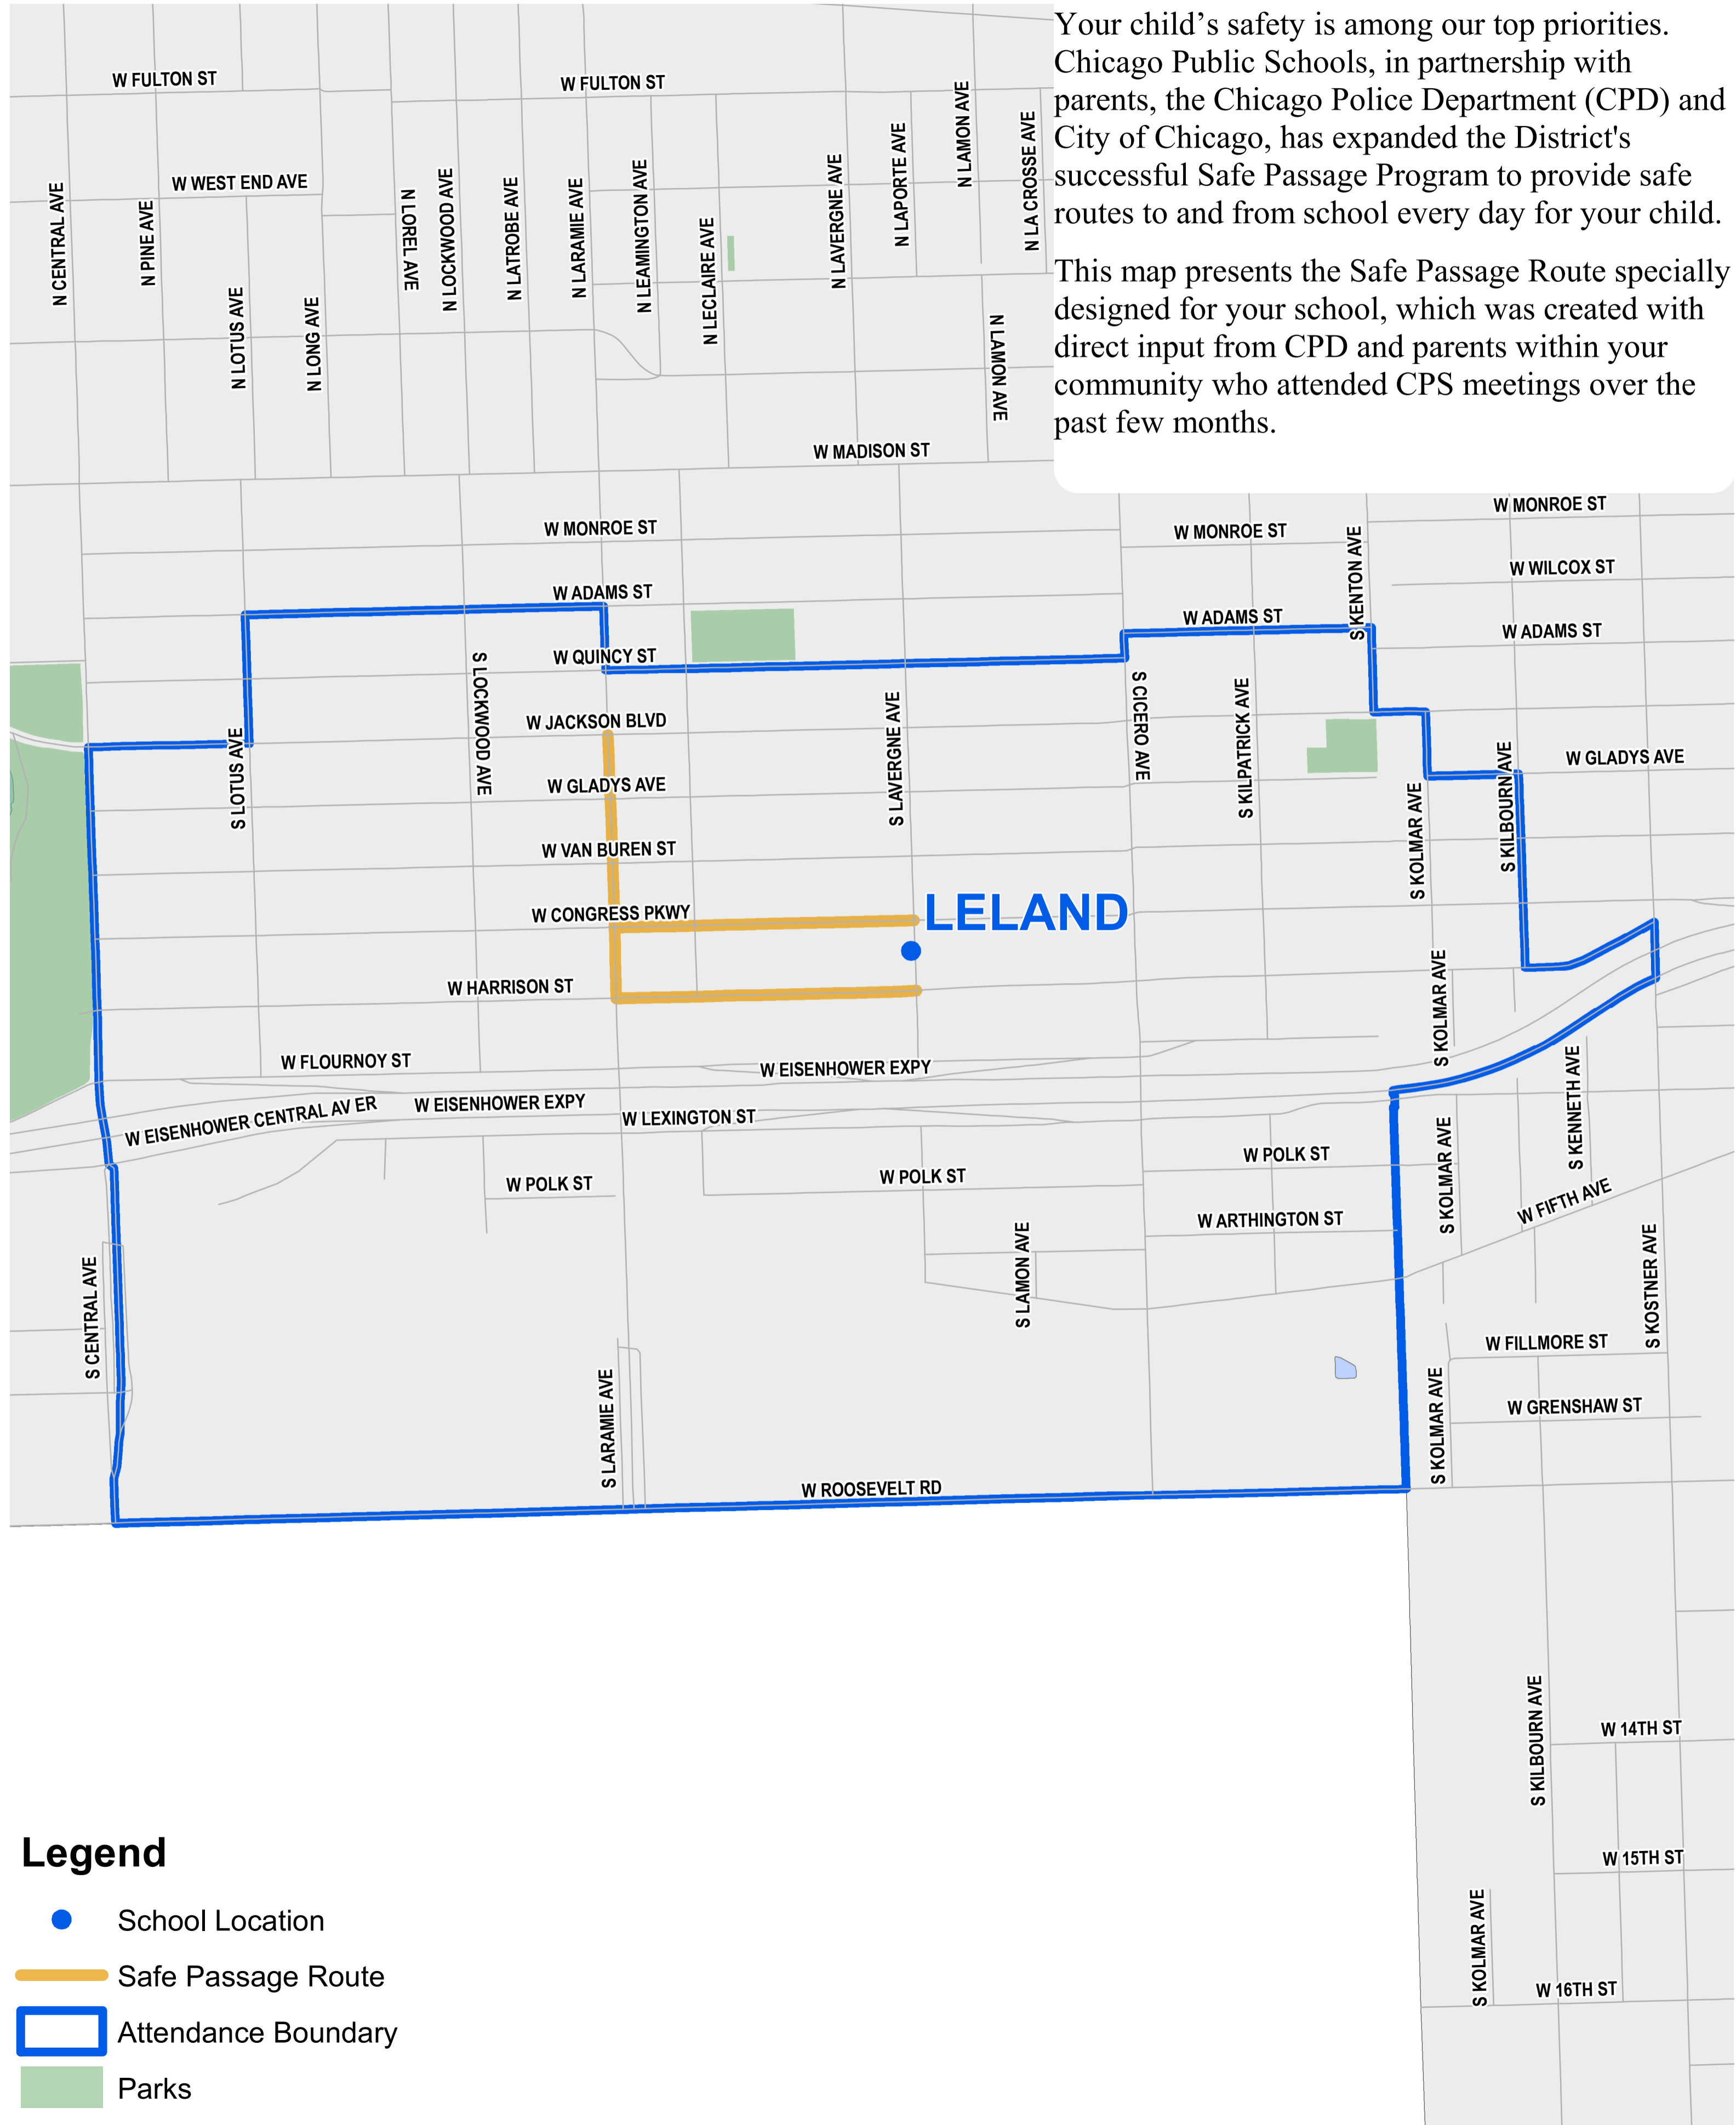 Your child’s safety is among our top priorities.
Chicago Public Schools, in partnership with
parents, the Chicago Police Department (CPD) and
City of Chicago, has expanded the District's
successful Safe Passage Program to provide safe
routes to and from school every day for your child.
This map presents the Safe Passage Route specially
designed for your school, which was created with
direct input from CPD and parents within your
community who attended CPS meetings over the
past few months.
W FULTON ST
W FULTON ST
W WEST END AVE
N CENTRAL AVE
N PINE AVE
N LOTUS AVE
N LONG AVE
N LOREL AVE
N LOCKWOOD AVE
N LATROBE AVE
N LARAMIE AVE
N LEAMINGTON AVE
N LECLAIRE AVE
N LAVERGNE AVE
N LAPORTE AVE
N LAMON AVE
N LA CROSSE AVE
N LAMON AVE
W MADISON ST
W MONROE ST
W MONROE ST
W MONROE ST
S KENTON AVE
W WILCOX ST
W ADAMS ST
W ADAMS ST
W ADAMS ST
W QUINCY ST
S LOCKWOOD AVE
S LAVERGNE AVE
S CICERO AVE
S KILPATRICK AVE
W JACKSON BLVD
S LOTUS AVE
W GLADYS AVE
W GLADYS AVE
S KOLMAR AVE
S KILBOURN AVE
W VAN BUREN ST
W CONGRESS PKWY
LELAND
W HARRISON ST
S KOLMAR AVE
W FLOURNOY ST
W EISENHOWER EXPY
W EISENHOWER CENTRAL AV ER
W EISENHOWER EXPY
W LEXINGTON ST
S KENNETH AVE
S KOLMAR AVE
W POLK ST
W POLK ST
W POLK ST
W FIFTH AVE
W ARTHINGTON ST
S LAMON AVE
S CENTRAL AVE
S KOSTNER AVE
W FILLMORE ST
S LARAMIE AVE
S KOLMAR AVE
W GRENSHAW ST
W ROOSEVELT RD
S KILBOURN AVE
W 14TH ST
W 15TH ST
S KOLMAR AVE
W 16TH ST
Legend
School Location
Safe Passage Route
Attendance Boundary
Parks